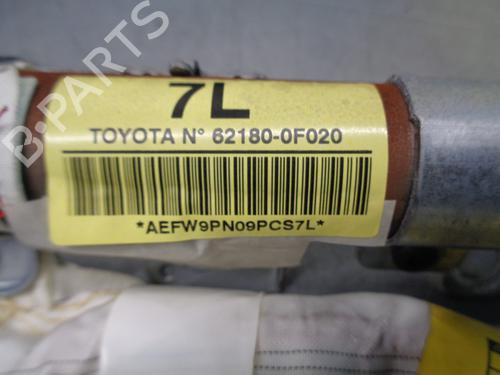 B-Parts
7L
TOYOTA N° 62180-0F020
*AEFW9PN09PCS7L*